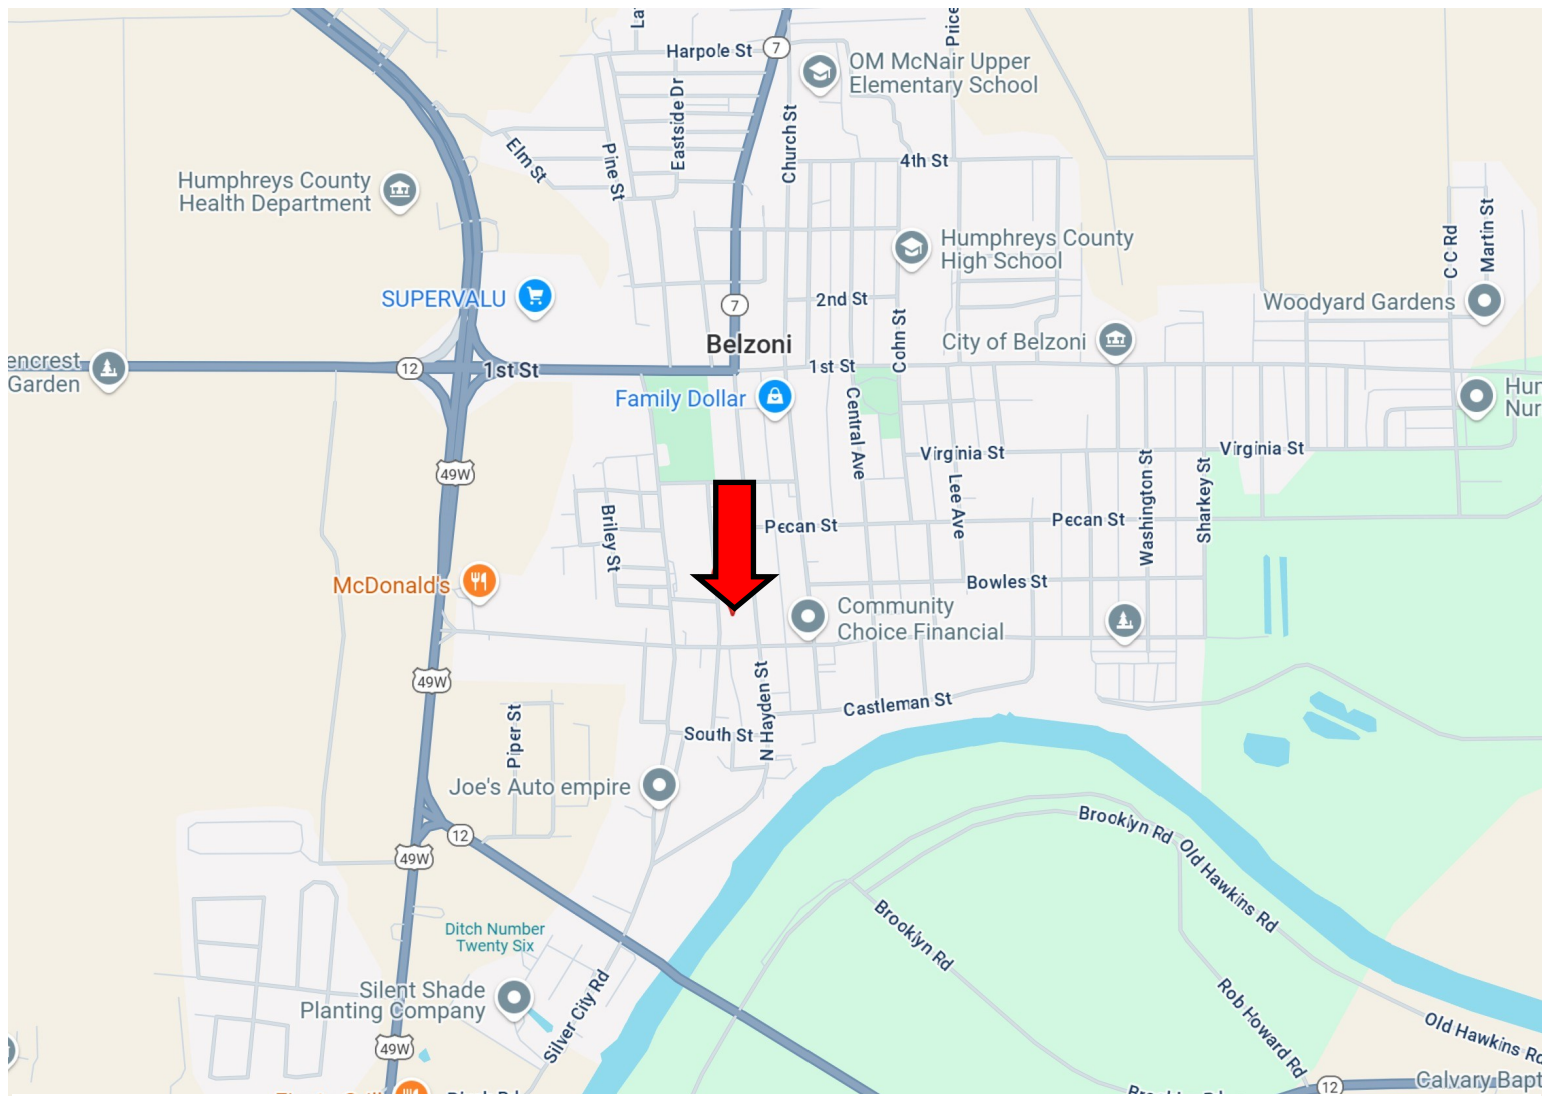 Harpole St
7
OM McNair Upper
Elementary School
Eastside Dr
Church St
Elm St
Pine St
4th St
Humphreys County
Health Department
Humphreys County
High School
C C Rd
Martin St
SUPERVALU
7
2nd St
Cohn St
Woodyard Gardens
Belzoni
City of Belzoni
encrest
Garden
12
1st St
1st St
Family Dollar
Central Ave
Virginia St
Virginia St
49W
Briley St
Pecan St
Lee Ave
Pecan St
Washington St
Sharkey St
McDonald's
Bowles St
Community
Choice Financial
49W
N Hayden St
Castleman St
Piper St
South St
Joe's Auto empire
Brooklyn Rd
12
49W
Old Hawkins Rd
Brooklyn Rd
Ditch Number
Twenty Six
Silent Shade
Planting Company
Silver City Rd
Rob Howard Rd
Old Hawkins Rd
49W
12
Calvary Bapt